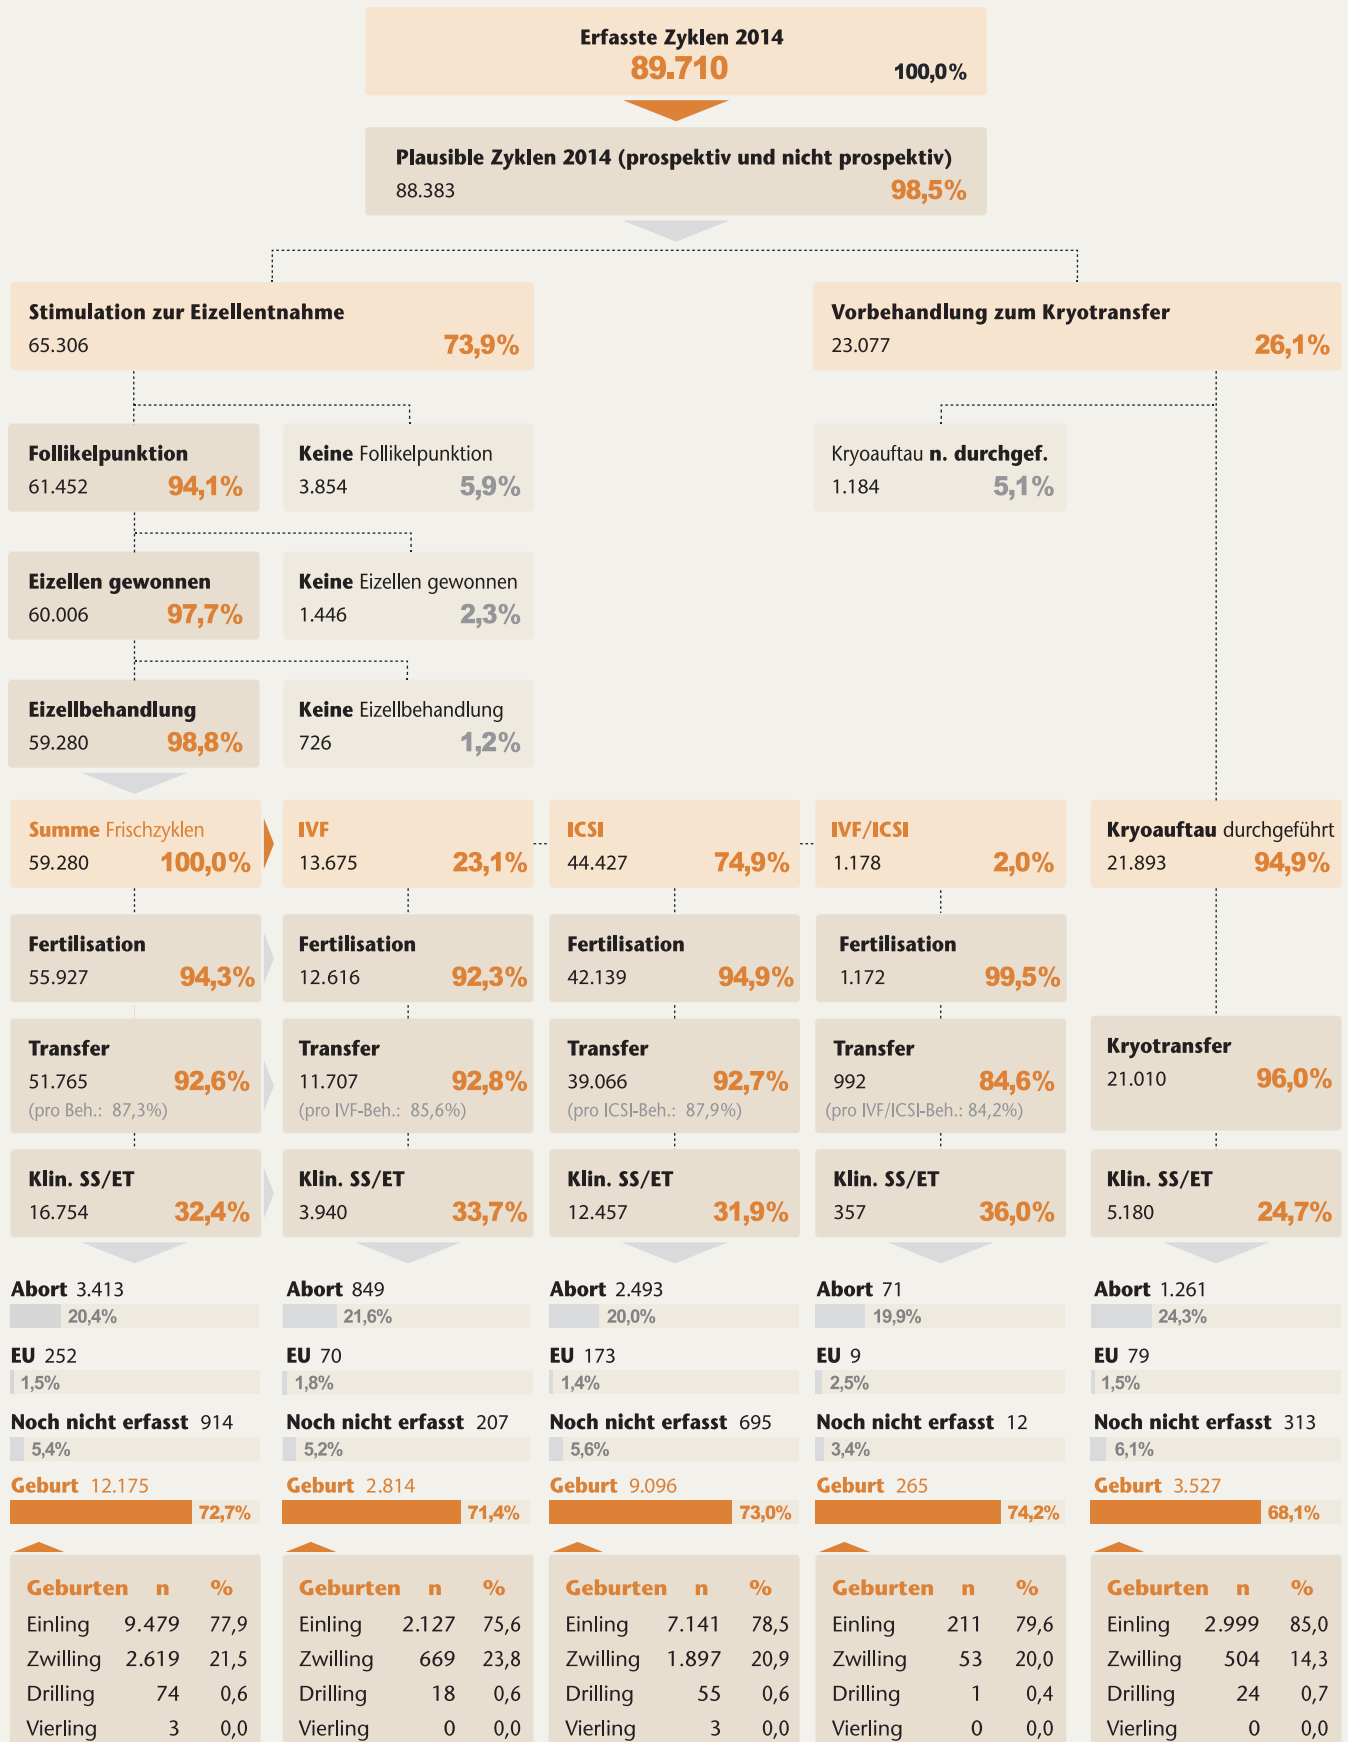 Erfasste Zyklen 2014
89.710 100,0%
Plausible Zyklen 2014 (prospektiv und nicht prospektiv)
88.383 98,5%
Stimulation zur Eizellentnahme
65.306 73,9%
Vorbehandlung zum Kryotransfer
23.077 26,1%
Follikelpunktion
61.452 94,1%
Keine Follikelpunktion
3.854 5,9%
Kryoauftau n. durchgef.
1.184 5,1%
Eizellen gewonnen
60.006 97,7%
Keine Eizellen gewonnen
1.446 2,3%
Eizellbehandlung
59.280 98,8%
Keine Eizellbehandlung
726 1,2%
Summe Frischzyklen
59.280 100,0%
IVF
13.675 23,1%
ICSI
44.427 74,9%
IVF/ICSI
1.178 2,0%
Kryoauftau durchgeführt
21.893 94,9%
Fertilisation
55.927 94,3%
Fertilisation
12.616 92,3%
Fertilisation
42.139 94,9%
Fertilisation
1.172 99,5%
Transfer
51.765 92,6%
(pro Beh.: 87,3%)
Transfer
11.707 92,8%
(pro IVF-Beh.: 85,6%)
Transfer
39.066 92,7%
(pro ICSI-Beh.: 87,9%)
Transfer
992 84,6%
(pro IVF/ICSI-Beh.: 84,2%)
Kryotransfer
21.010 96,0%
Klin. SS/ET
16.754 32,4%
Klin. SS/ET
3.940 33,7%
Klin. SS/ET
12.457 31,9%
Klin. SS/ET
357 36,0%
Klin. SS/ET
5.180 24,7%
Abort 3.413
20,4%
EU 252
1,5%
Noch nicht erfasst 914
5,4%
Geburt 12.175
72,7%
Abort 849
21,6%
EU 70
1,8%
Noch nicht erfasst 207
5,2%
Geburt 2.814
71,4%
Abort 2.493
20,0%
EU 173
1,4%
Noch nicht erfasst 695
5,6%
Geburt 9.096
73,0%
Abort 71
19,9%
EU 9
2,5%
Noch nicht erfasst 12
3,4%
Geburt 265
74,2%
Abort 1.261
24,3%
EU 79
1,5%
Noch nicht erfasst 313
6,1%
Geburt 3.527
68,1%
Geburten n %
Einling 9.479 77,9
Zwilling 2.619 21,5
Drilling 74 0,6
Vierling 3 0,0
Geburten n %
Einling 2.127 75,6
Zwilling 669 23,8
Drilling 18 0,6
Vierling 0 0,0
Geburten n %
Einling 7.141 78,5
Zwilling 1.897 20,9
Drilling 55 0,6
Vierling 3 0,0
Geburten n %
Einling 211 79,6
Zwilling 53 20,0
Drilling 1 0,4
Vierling 0 0,0
Geburten n %
Einling 2.999 85,0
Zwilling 504 14,3
Drilling 24 0,7
Vierling 0 0,0